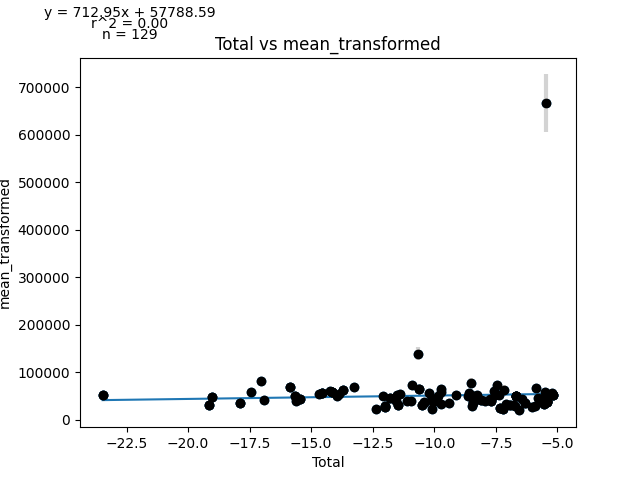 y = 712.95x + 57788.59
r^2 = 0.00
n = 129
Total vs mean_transformed
mean_transformed
700000
600000
500000
400000
300000
200000
100000
0
−22.5 −20.0 −17.5 −15.0 −12.5 −10.0 −7.5 −5.0
Total